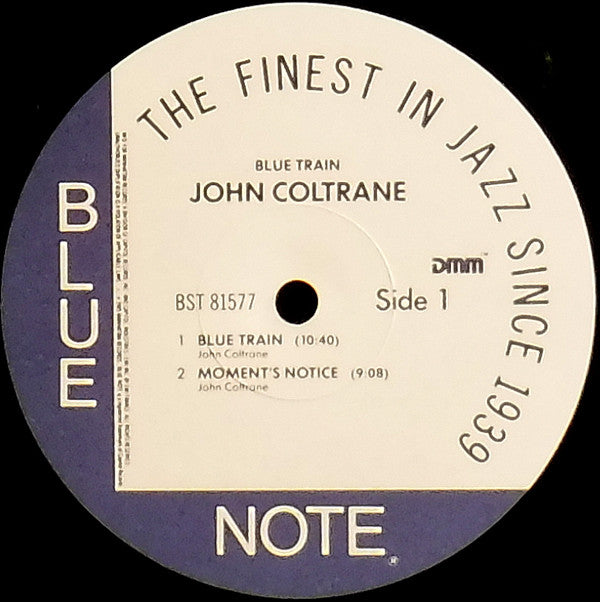 THE FINEST IN JAZZ SINCE 1939
BLUE TRAIN
JOHN COLTRANE
DMM™
BST 81577
Side 1
1 BLUE TRAIN (10:40)
John Coltrane
2 MOMENT'S NOTICE (9:08)
John Coltrane
BLUE
NOTE®